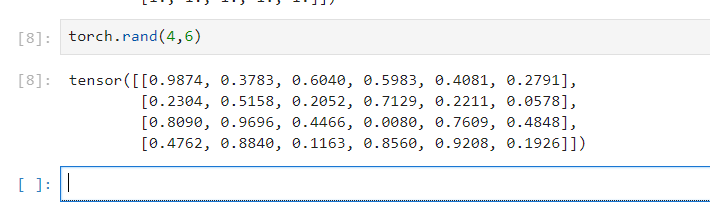 [8]: torch.rand(4,6)
[8]: tensor([[0.9874, 0.3783, 0.6040, 0.5983, 0.4081, 0.2791],
[0.2304, 0.5158, 0.2052, 0.7129, 0.2211, 0.0578],
[0.8090, 0.9696, 0.4466, 0.0080, 0.7609, 0.4848],
[0.4762, 0.8840, 0.1163, 0.8560, 0.9208, 0.1926]])
[ ]: